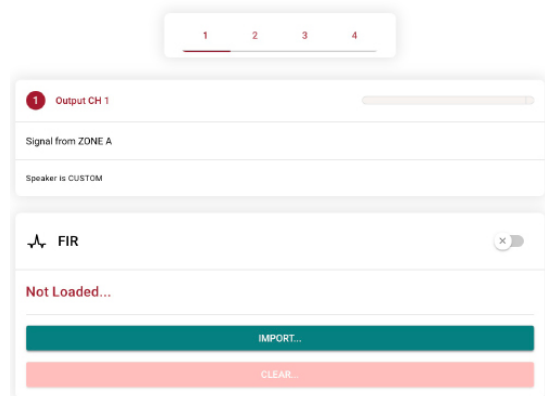 1 2 3 4
1 Output CH 1
Signal from ZONE A
Speaker is CUSTOM
FIR
Not Loaded...
IMPORT...
CLEAR...